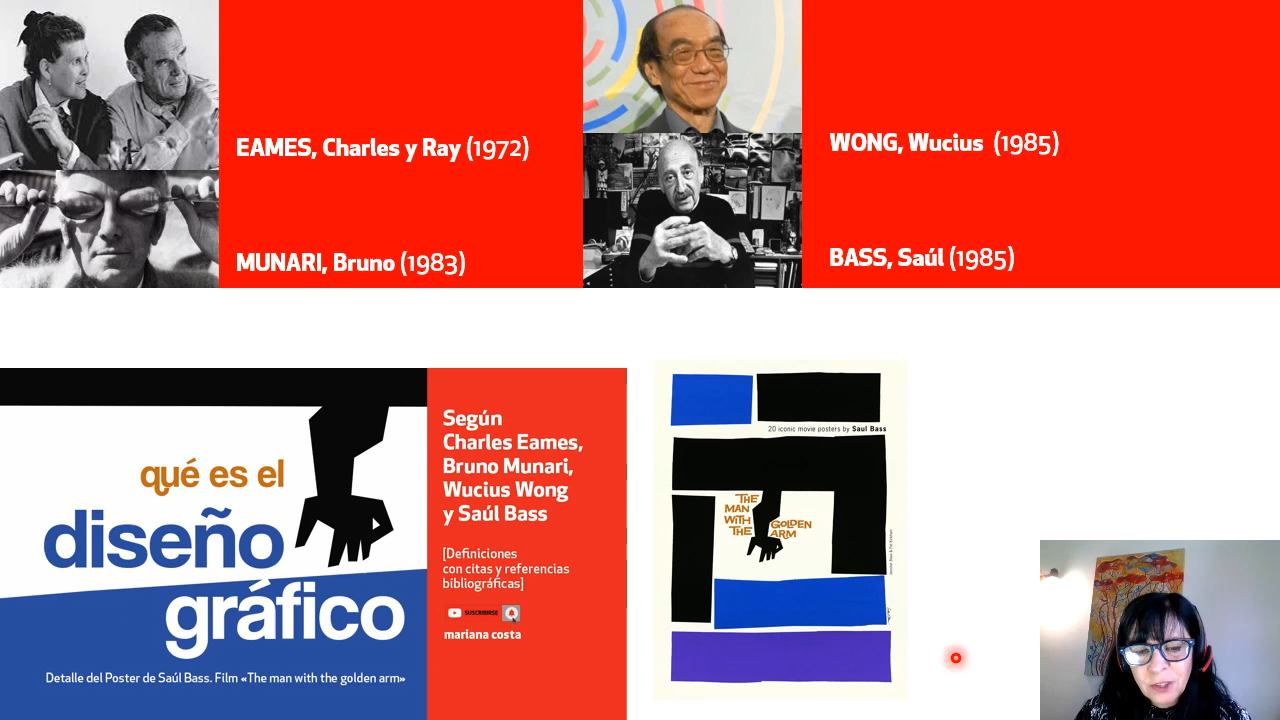 EAMES, Charles y Ray (1972)
MUNARI, Bruno (1983)
WONG, Wucius (1985)
BASS, Saúl (1985)
qué es el
diseño
gráfico
Detalle del Poster de Saúl Bass. Film «The man with the golden arm»
Según
Charles Eames,
Bruno Munari,
Wucius Wong
y Saúl Bass
[Definiciones
con citas y referencias
bibliográficas]
SUSCRIBIRSE
mariana costa
20 iconic movie posters by Saul Bass
THE
MAN
WITH
THE
GOLDEN
ARM